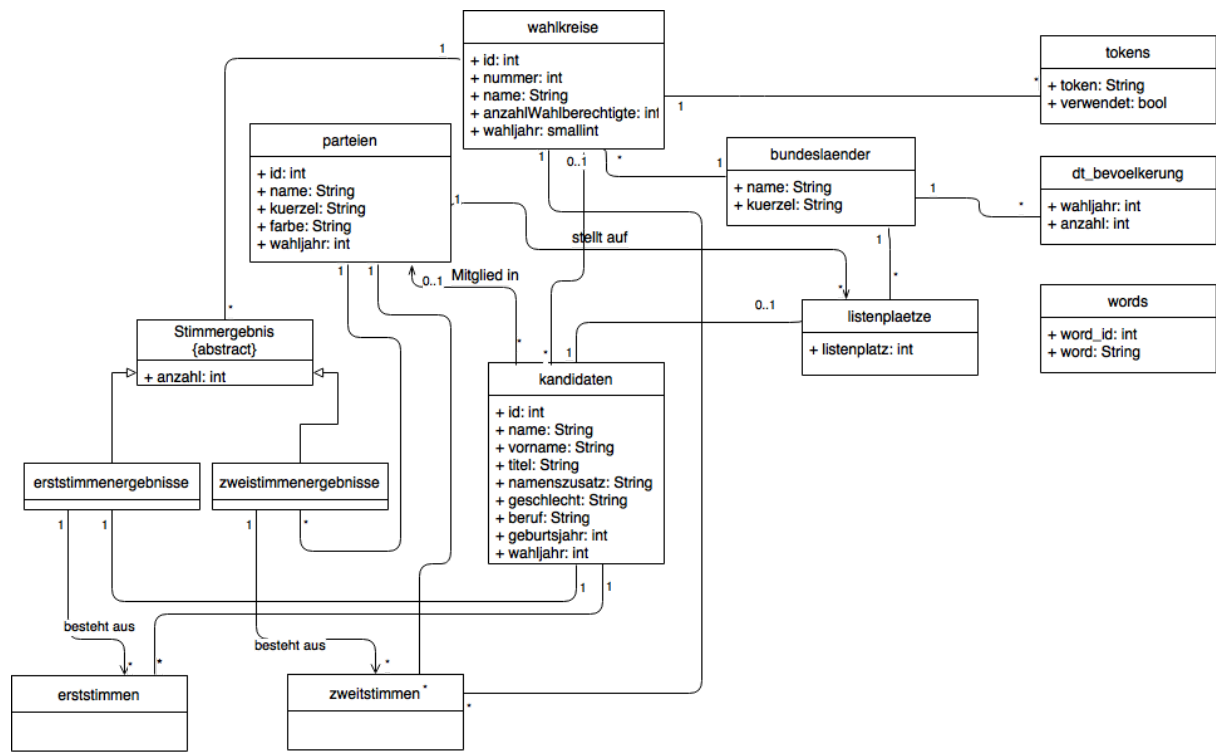 wahlkreise
+ id: int
+ nummer: int
+ name: String
+ anzahlWahlberechtigte: int
+ wahljahr: smallint
tokens
+ token: String
+ verwendet: bool
parteien
+ id: int
+ name: String
+ kuerzel: String
+ farbe: String
+ wahljahr: int
bundeslaender
+ name: String
+ kuerzel: String
dt_bevoelkerung
+ wahljahr: int
+ anzahl: int
1
*
1
*
1
0..1
*
1
1
*
1
stellt auf
*
1
*
1
1
0..1
Mitglied in
*
*
0..1
1
*
Stimmergebnis
{abstract}
+ anzahl: int
listenplaetze
+ listenplatz: int
words
+ word_id: int
+ word: String
kandidaten
+ id: int
+ name: String
+ vorname: String
+ titel: String
+ namenszusatz: String
+ geschlecht: String
+ beruf: String
+ geburtsjahr: int
+ wahljahr: int
erststimmenergebnisse
zweistimmenergebnisse
1
1
1
*
1
1
besteht aus
besteht aus
*
*
*
*
*
erststimmen
zweitstimmen